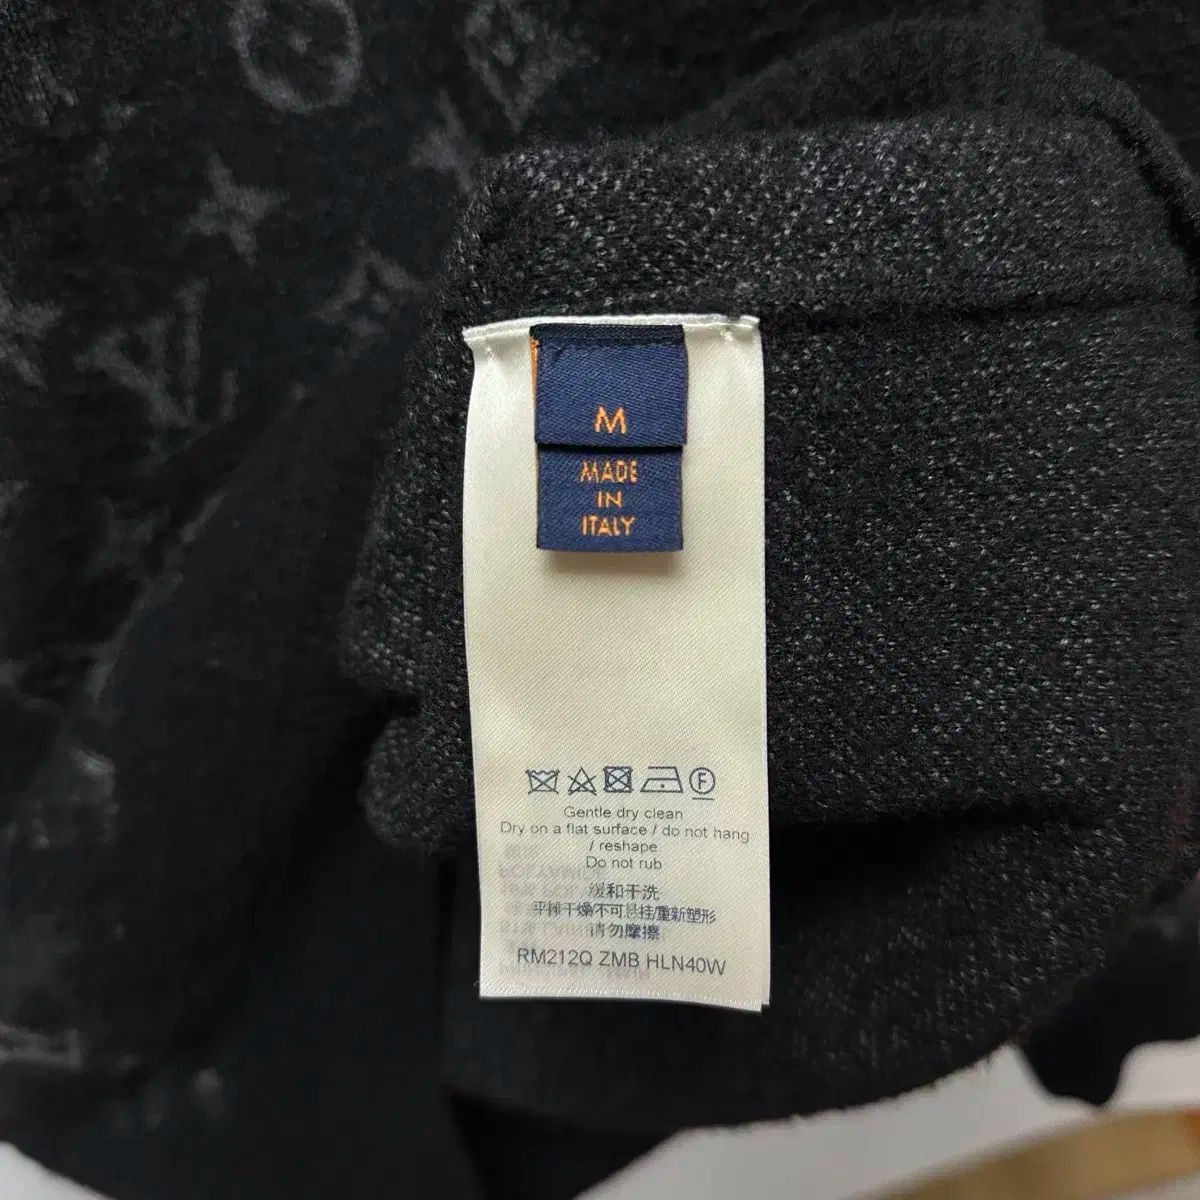 M
MADE
IN
ITALY
F
Gentle dry clean
Dry on a flat surface / do not hang
/ reshape
Do not rub
缓和干洗
平摊干燥不可悬挂/重新塑形
请勿摩擦
RM212Q ZMB HLN40W